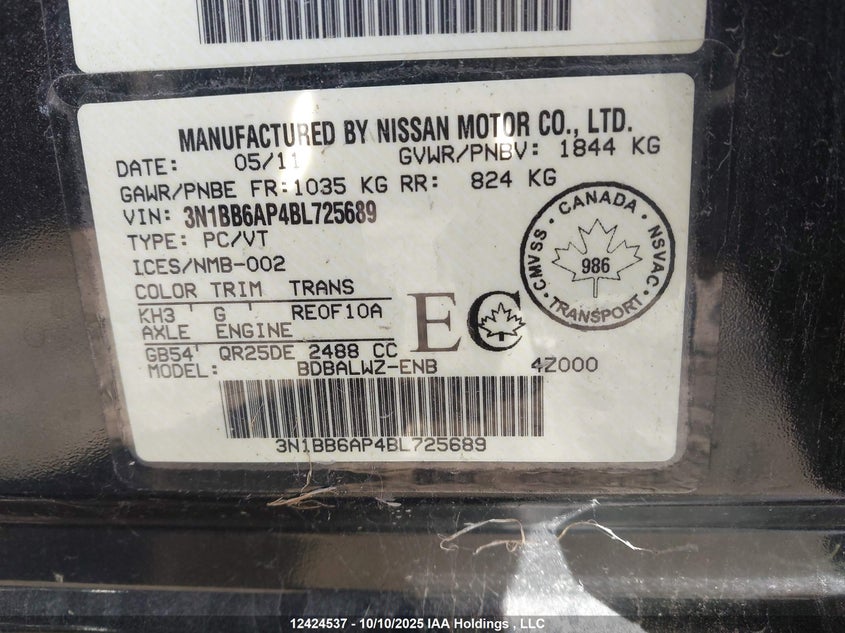 MANUFACTURED BY NISSAN MOTOR CO., LTD.
DATE: 05/11 GVWR/PNBV: 1844 KG
GAWR/PNBE FR: 1035 KG RR: 824 KG
VIN: 3N1BB6AP4BL725689
TYPE: PC/VT
ICES/NMB-002
COLOR TRIM TRANS
KH3 ' G ' RE0F10A
AXLE ENGINE
GB54' QR25DE 2488 CC
MODEL: BDBALWZ-ENB 4Z000
3N1BB6AP4BL725689
EC
CMVSS • CANADA • NSVAC • TRANSPORT •
986
12424537 - 10/10/2025 IAA Holdings , LLC